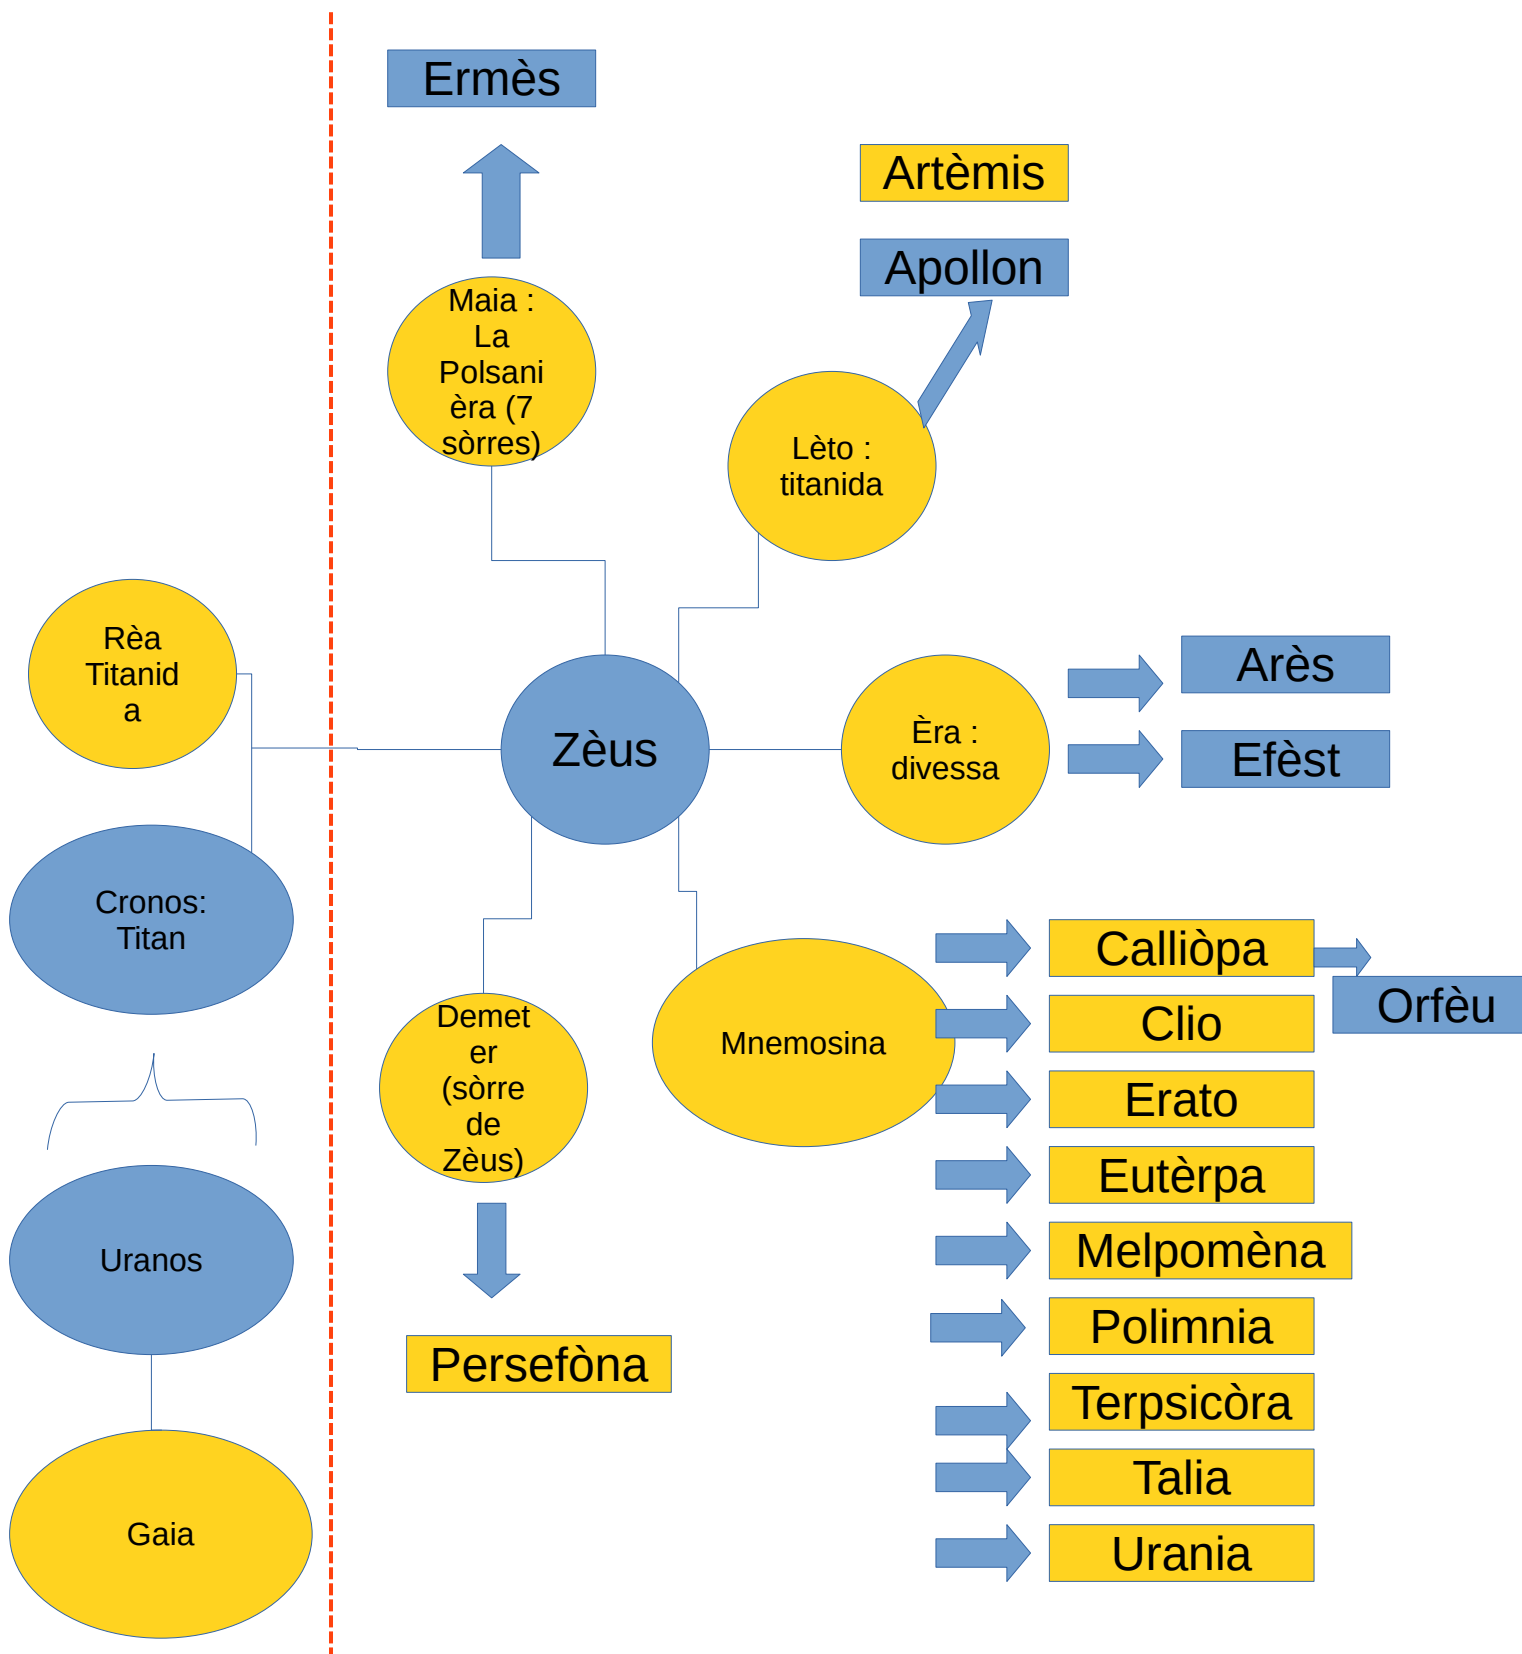 Ermès
Artèmis
Apollon
Maia :
La
Polsani
èra (7
sòrres)
Lèto :
titanida
Rèa
Titanid
a
Zèus
Èra :
divessa
Arès
Efèst
Cronos:
Titan
Demet
er
(sòrre
de
Zèus)
Mnemosina
Calliòpa
Orfèu
Clio
Erato
Eutèrpa
Melpomèna
Polimnia
Terpsicòra
Talia
Urania
Uranos
Persefòna
Gaia